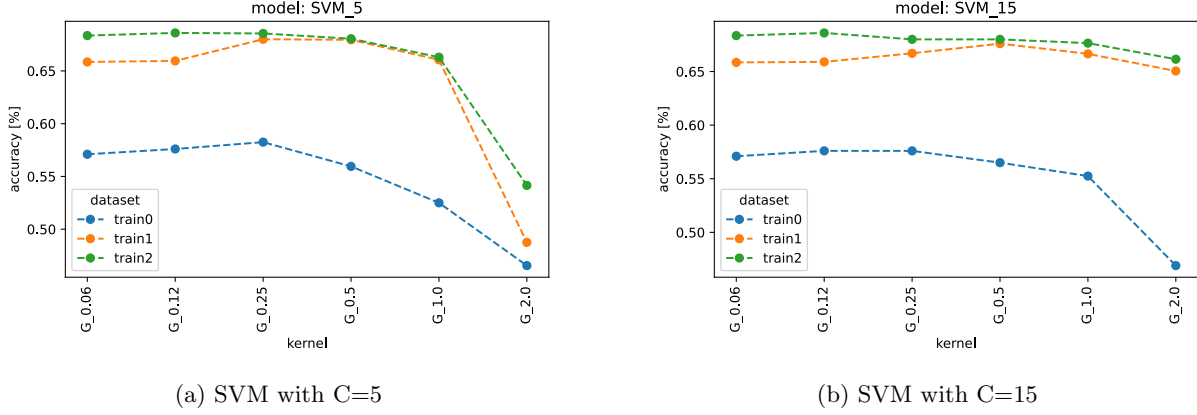 model: SVM_5
accuracy [%]
0.65
0.60
0.55
0.50
dataset
train0
train1
train2
G_0.06
G_0.12
G_0.25
G_0.5
G_1.0
G_2.0
kernel
(a) SVM with C=5
model: SVM_15
accuracy [%]
0.65
0.60
0.55
0.50
dataset
train0
train1
train2
G_0.06
G_0.12
G_0.25
G_0.5
G_1.0
G_2.0
kernel
(b) SVM with C=15